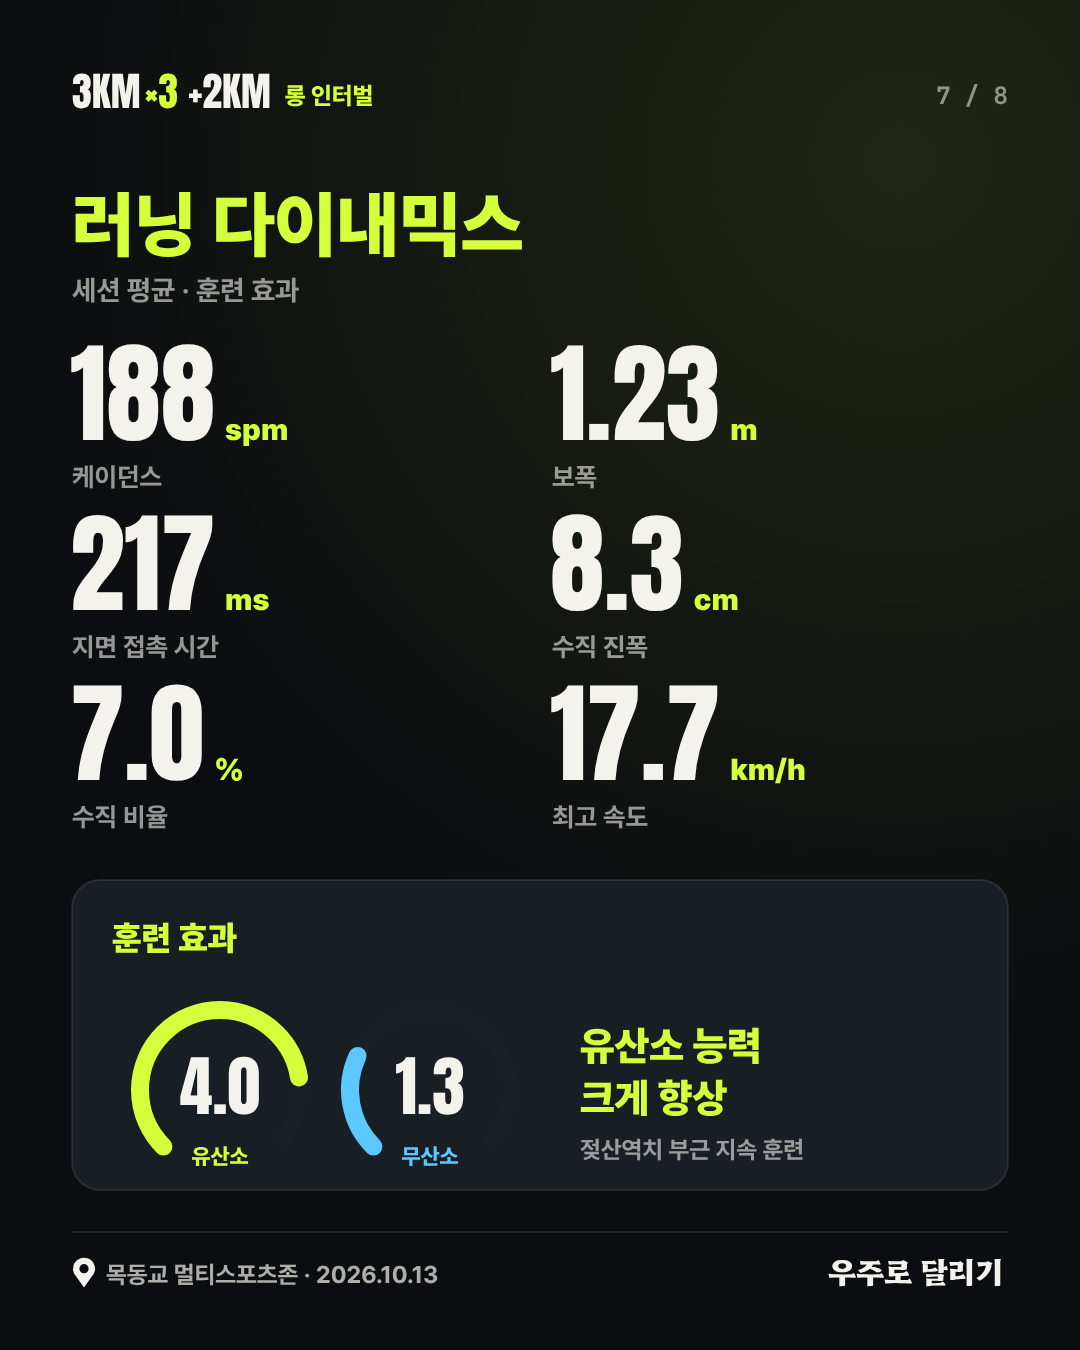 3KM×3 +2KM 롱 인터벌
7 / 8
러닝 다이내믹스
세션 평균 · 훈련 효과
188 spm
케이던스
1.23 m
보폭
217 ms
지면 접촉 시간
8.3 cm
수직 진폭
7.0 %
수직 비율
17.7 km/h
최고 속도
훈련 효과
4.0
유산소
1.3
무산소
유산소 능력
크게 향상
젖산역치 부근 지속 훈련
목동교 멀티스포츠존 · 2026.10.13
우주로 달리기